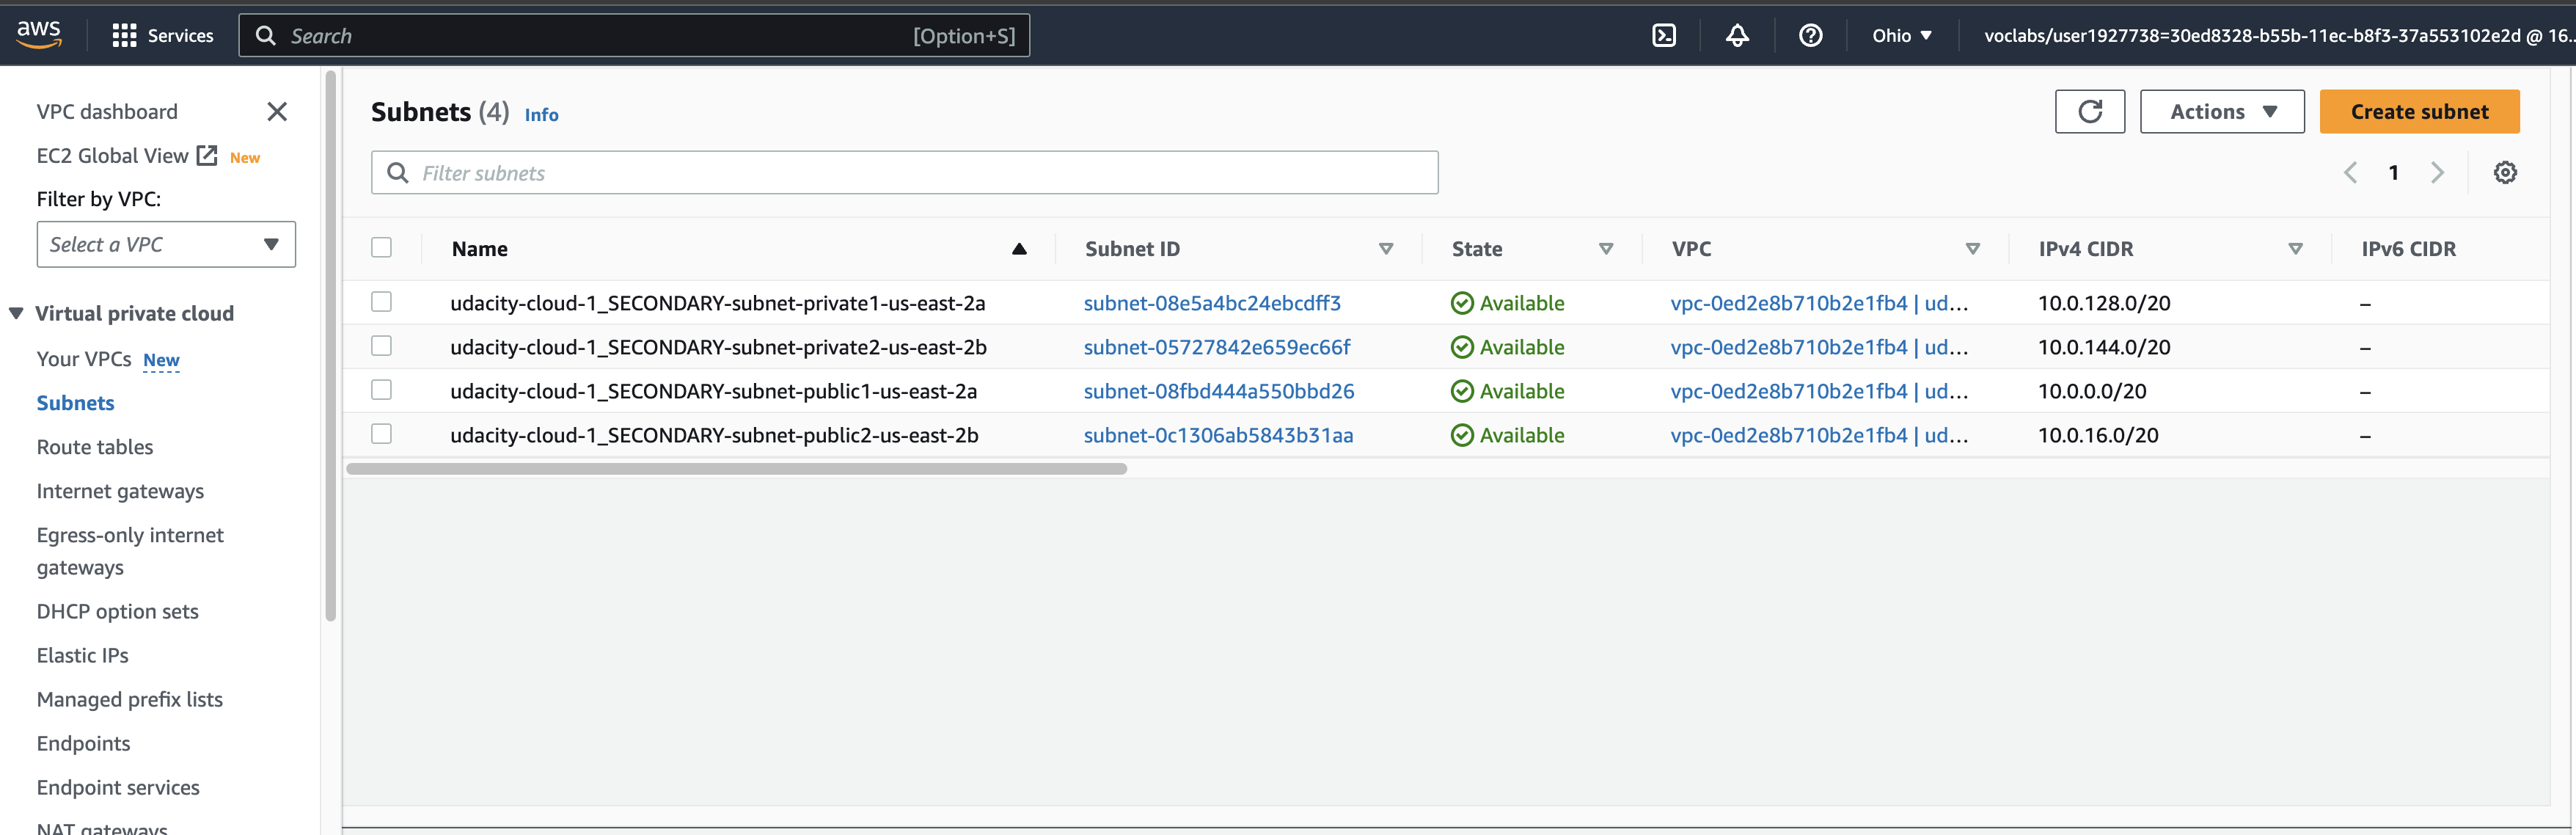 aws Services Search [Option+S] Ohio voclabs/user1927738=30ed8328-b55b-11ec-b8f3-37a553102e2d @ 16...
VPC dashboard
EC2 Global View New
Filter by VPC:
Select a VPC
Virtual private cloud
Your VPCs New
Subnets
Route tables
Internet gateways
Egress-only internet
gateways
DHCP option sets
Elastic IPs
Managed prefix lists
Endpoints
Endpoint services
NAT gateways
Subnets (4) Info Actions Create subnet
Filter subnets 1
Name Subnet ID State VPC IPv4 CIDR IPv6 CIDR
udacity-cloud-1_SECONDARY-subnet-private1-us-east-2a subnet-08e5a4bc24ebcdff3 Available vpc-0ed2e8b710b2e1fb4 | ud... 10.0.128.0/20 –
udacity-cloud-1_SECONDARY-subnet-private2-us-east-2b subnet-05727842e659ec66f Available vpc-0ed2e8b710b2e1fb4 | ud... 10.0.144.0/20 –
udacity-cloud-1_SECONDARY-subnet-public1-us-east-2a subnet-08fbd444a550bbd26 Available vpc-0ed2e8b710b2e1fb4 | ud... 10.0.0.0/20 –
udacity-cloud-1_SECONDARY-subnet-public2-us-east-2b subnet-0c1306ab5843b31aa Available vpc-0ed2e8b710b2e1fb4 | ud... 10.0.16.0/20 –